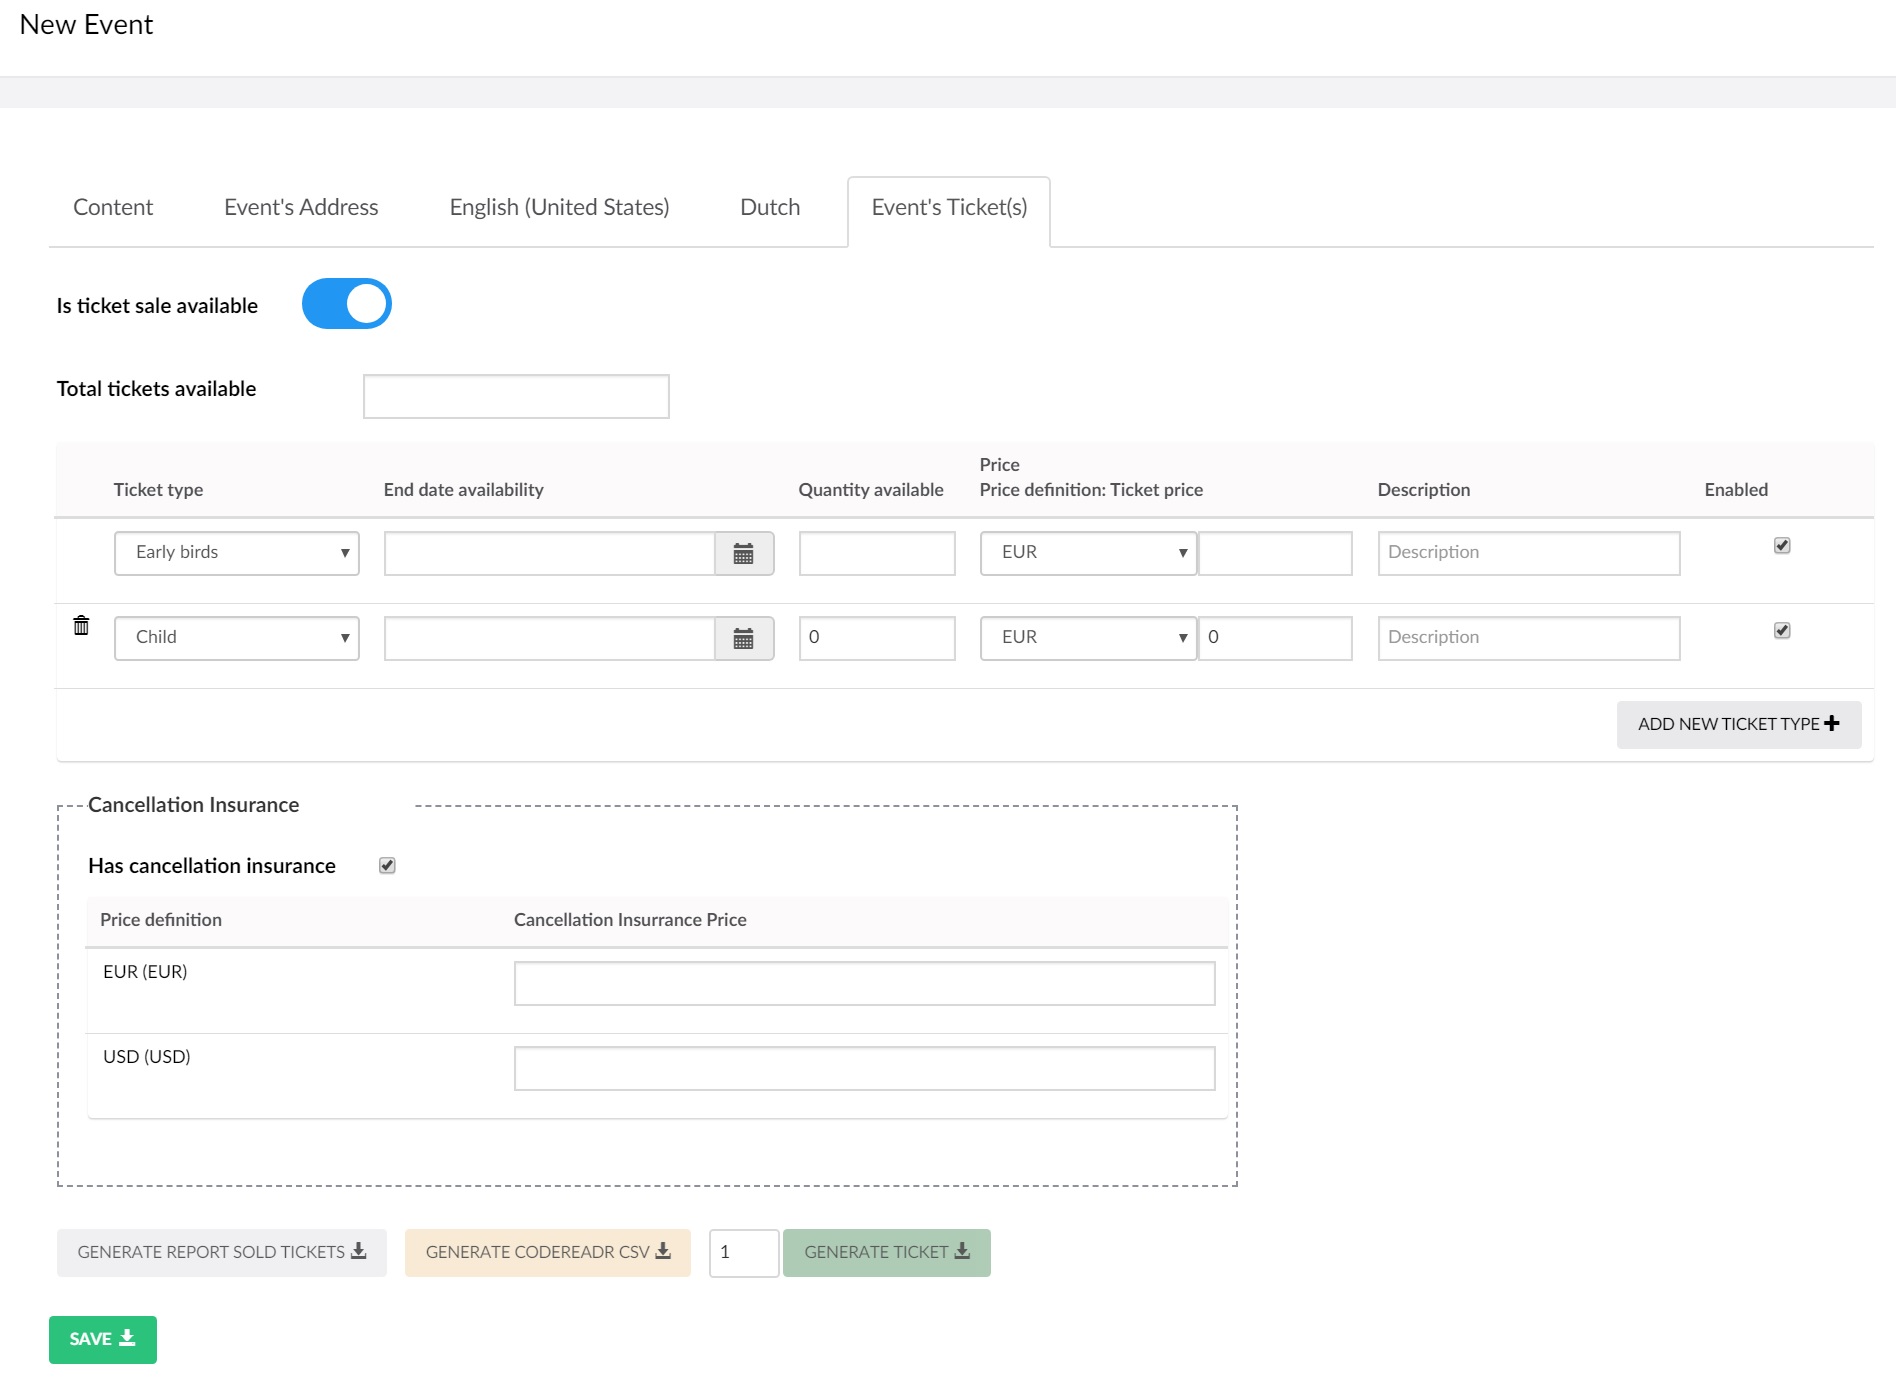 New Event
Content Event's Address English (United States) Dutch Event's Ticket(s)
Is ticket sale available
Total tickets available
Price
Ticket type End date availability Quantity available Price definition: Ticket price Description Enabled
Early birds EUR Description
Child 0 EUR 0 Description
ADD NEW TICKET TYPE
Cancellation Insurance
Has cancellation insurance
Price definition Cancellation Insurrance Price
EUR (EUR)
USD (USD)
GENERATE REPORT SOLD TICKETS GENERATE CODEREADR CSV 1 GENERATE TICKET
SAVE